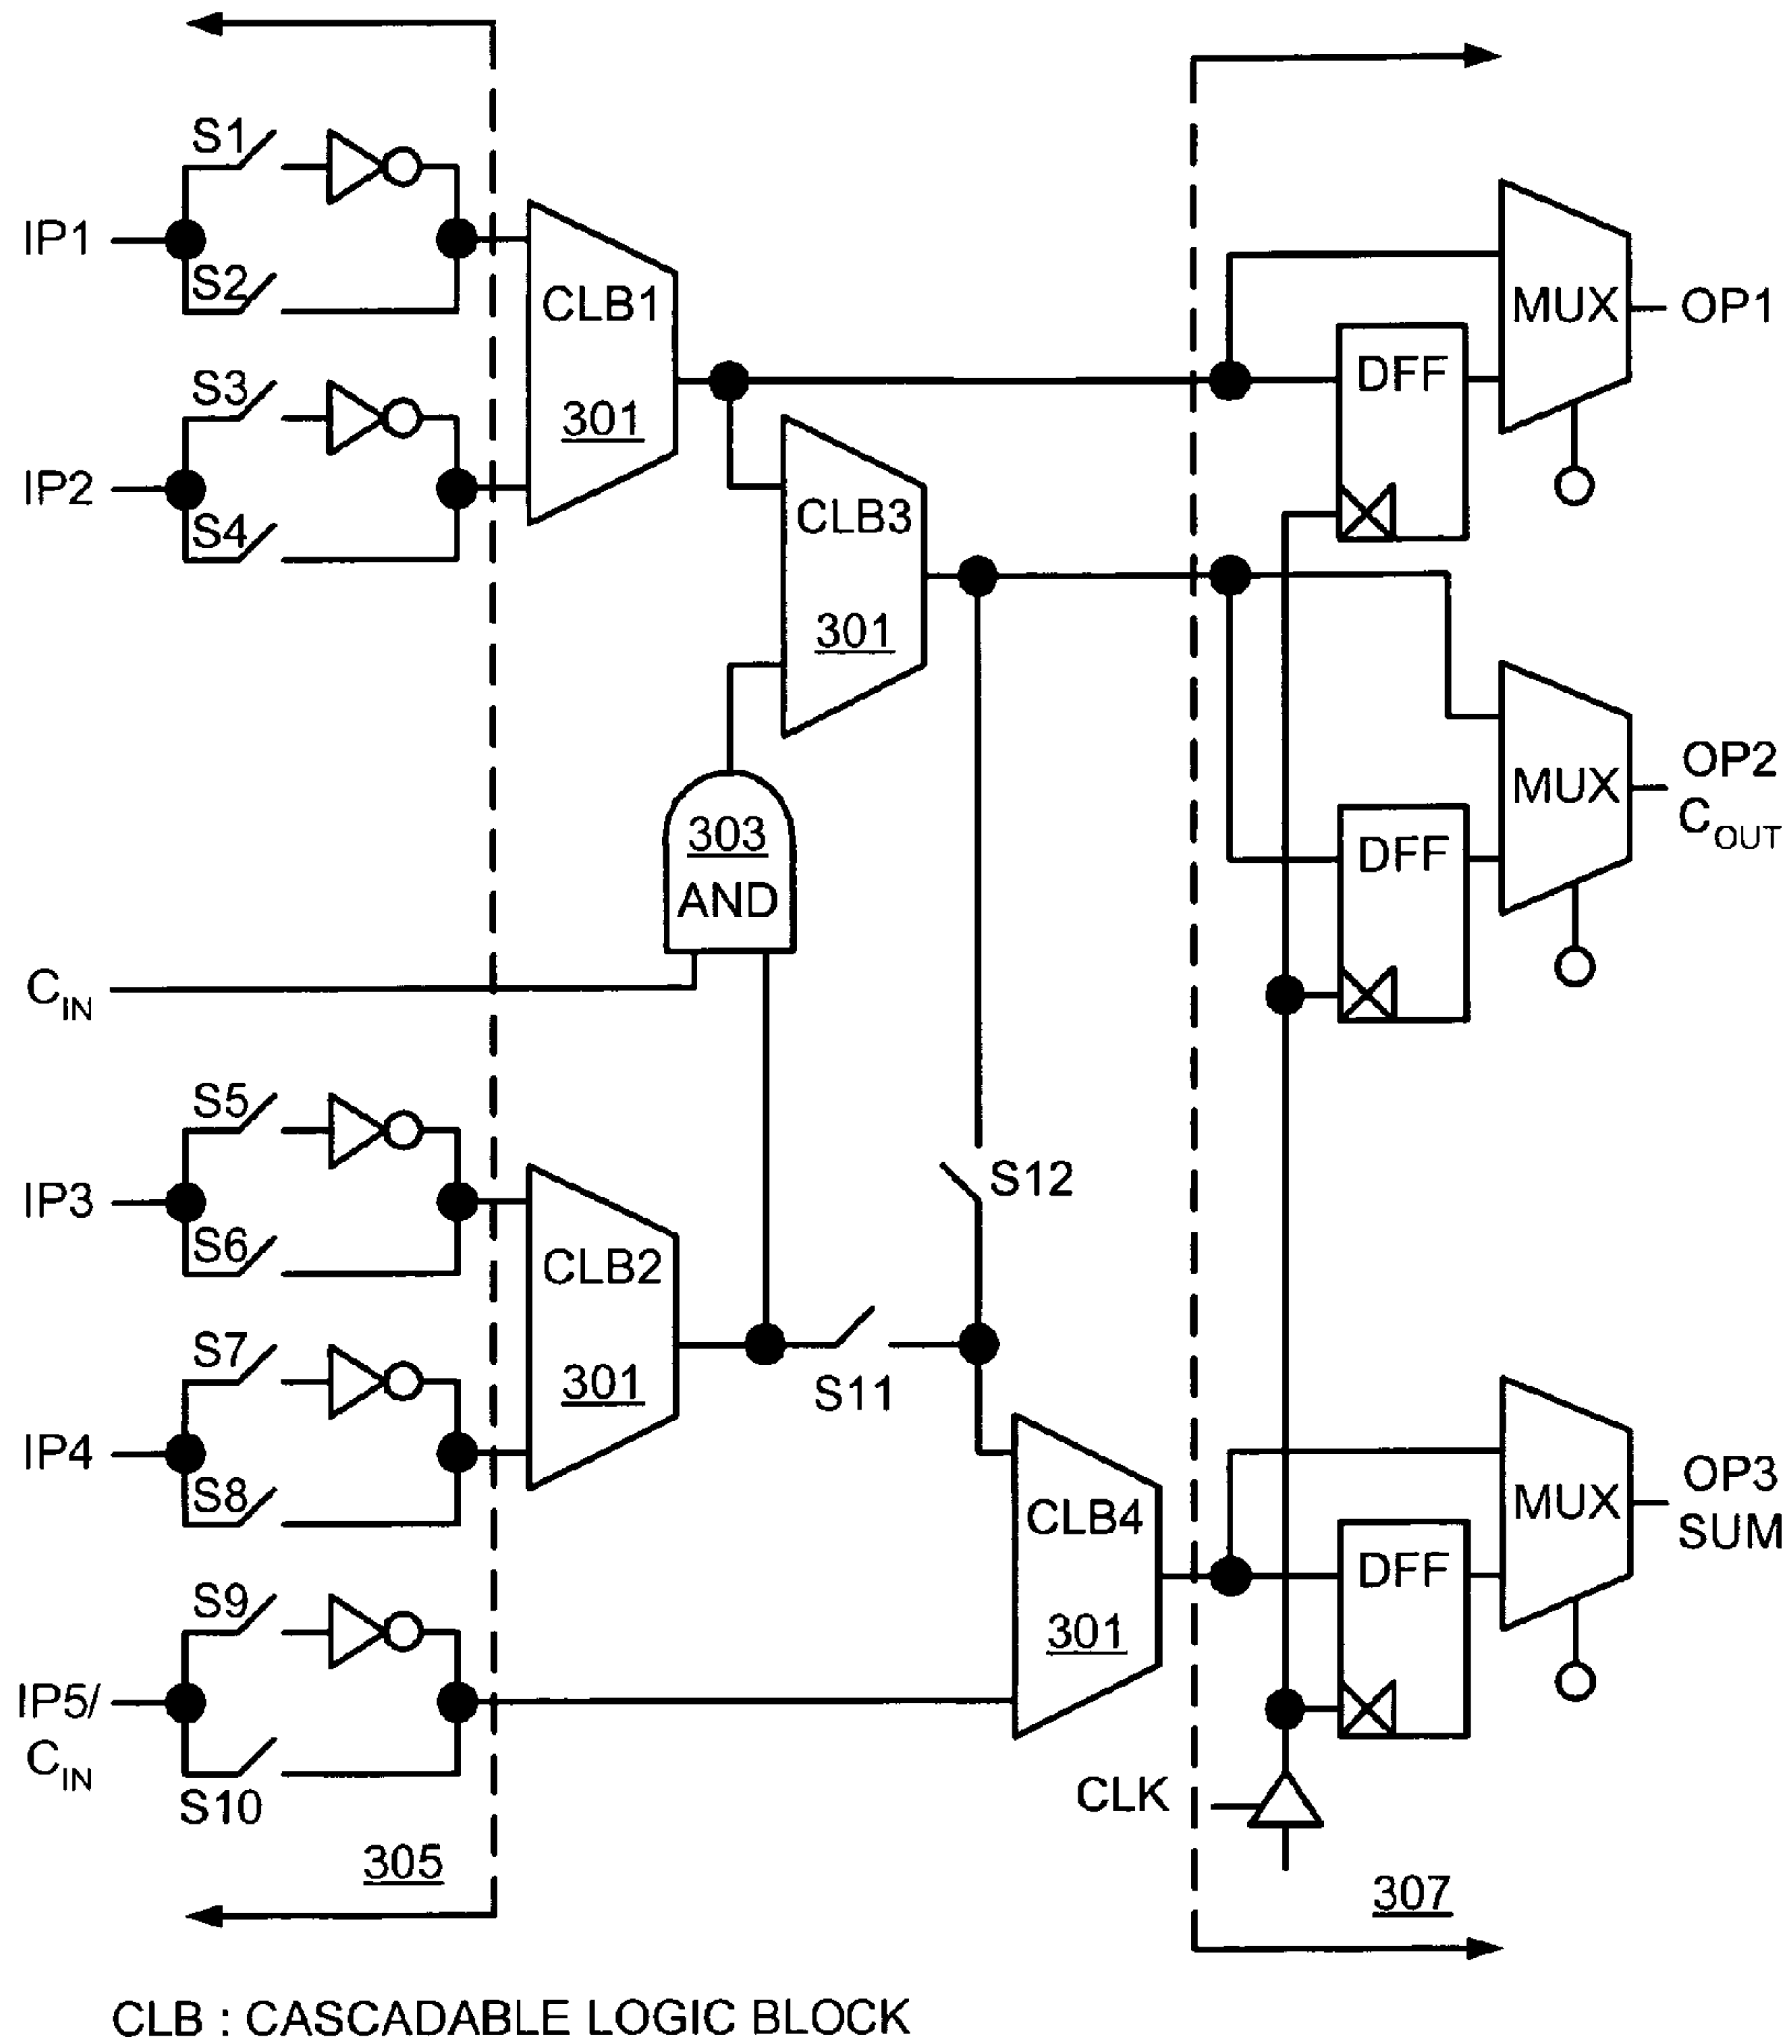 S1
IP1
S2
CLB1
301
MUX
OP1
DFF
S3
IP2
S4
CLB3
301
MUX
OP2
C_OUT
DFF
303
AND
C_IN
S5
IP3
S6
CLB2
301
S12
S11
S7
IP4
S8
CLB4
301
MUX
OP3
SUM
DFF
S9
IP5/
C_IN
S10
CLK
305
307
CLB : CASCADABLE LOGIC BLOCK